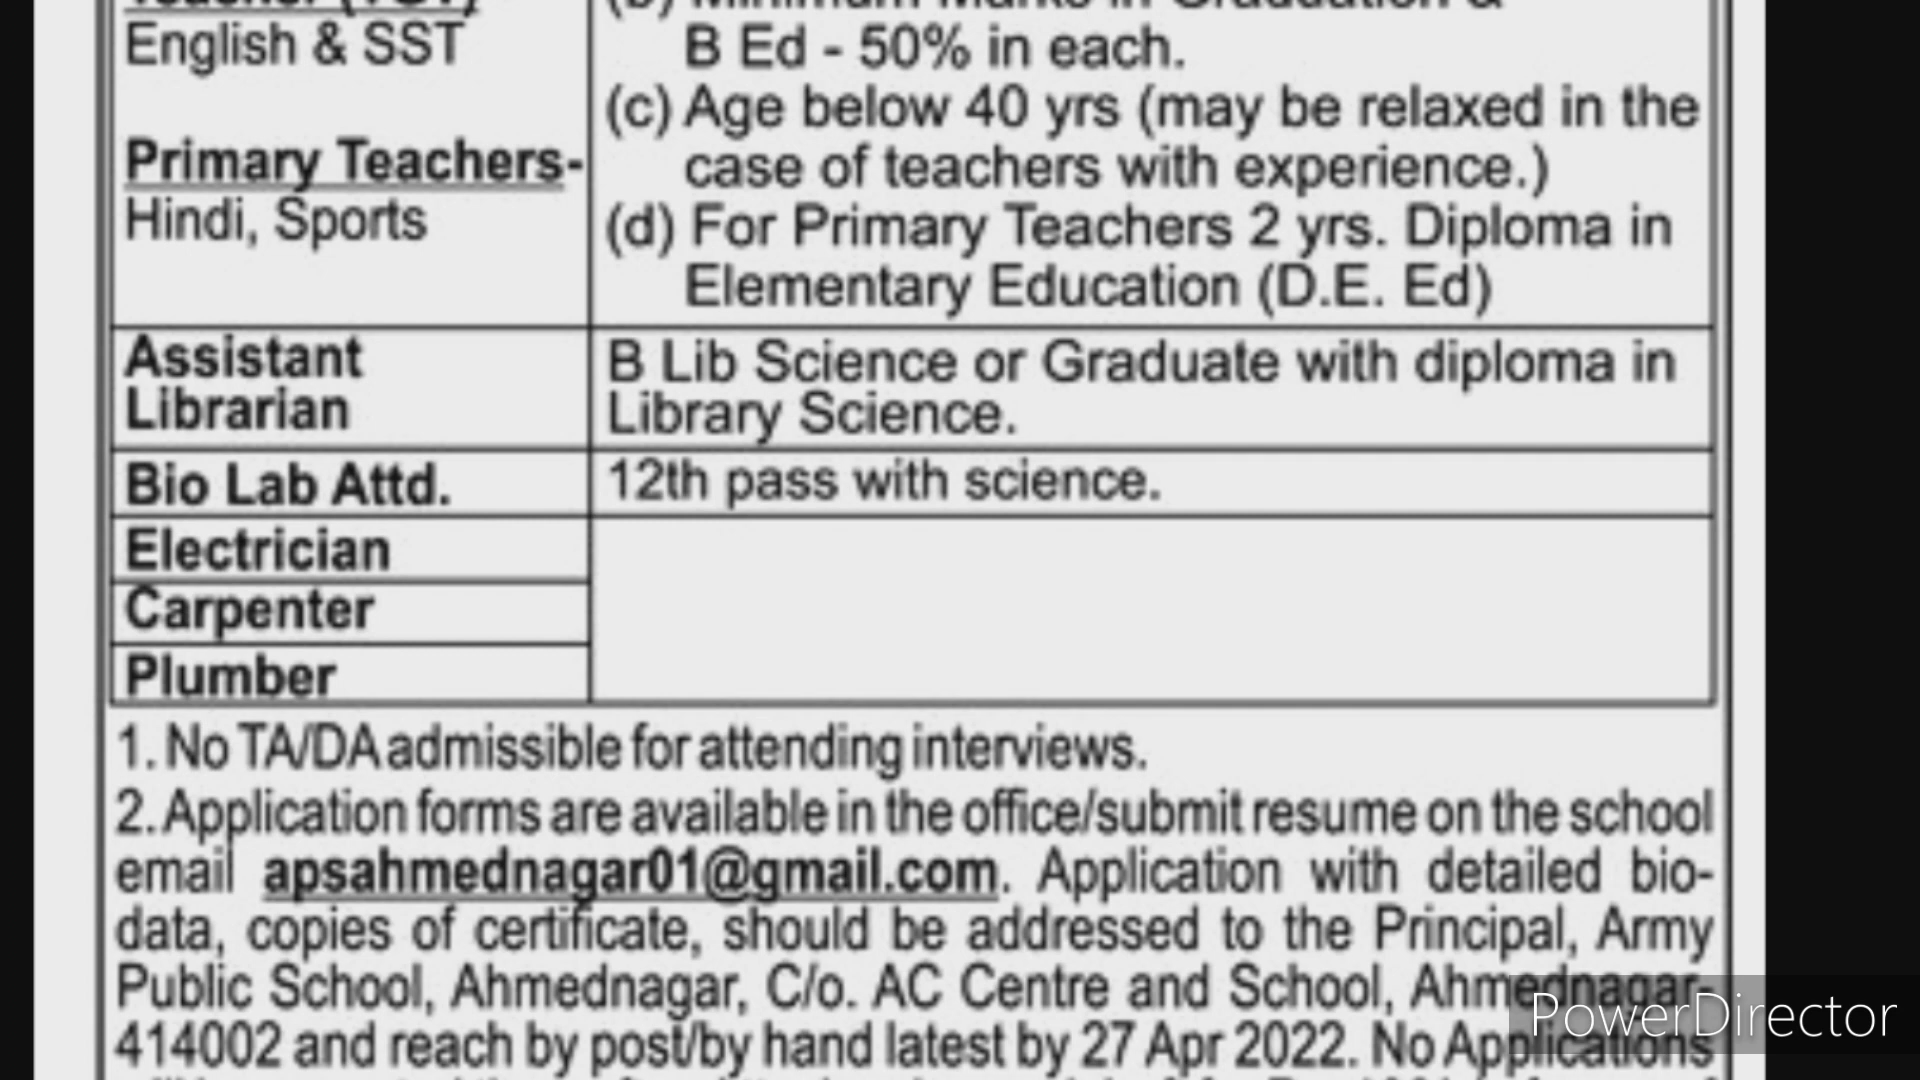 Teacher (TGT)
English & SST
Primary Teachers-
Hindi, Sports
(b) Minimum Marks in Graduation &
B Ed - 50% in each.
(c) Age below 40 yrs (may be relaxed in the
case of teachers with experience.)
(d) For Primary Teachers 2 yrs. Diploma in
Elementary Education (D.E. Ed)
Assistant
Librarian
B Lib Science or Graduate with diploma in
Library Science.
Bio Lab Attd.
12th pass with science.
Electrician
Carpenter
Plumber
1. No TA/DA admissible for attending interviews.
2. Application forms are available in the office/submit resume on the school
email apsahmednagar01@gmail.com. Application with detailed bio-
data, copies of certificate, should be addressed to the Principal, Army
Public School, Ahmednagar, C/o. AC Centre and School, Ahmednagar-
414002 and reach by post/by hand latest by 27 Apr 2022. No Applications
PowerDirector